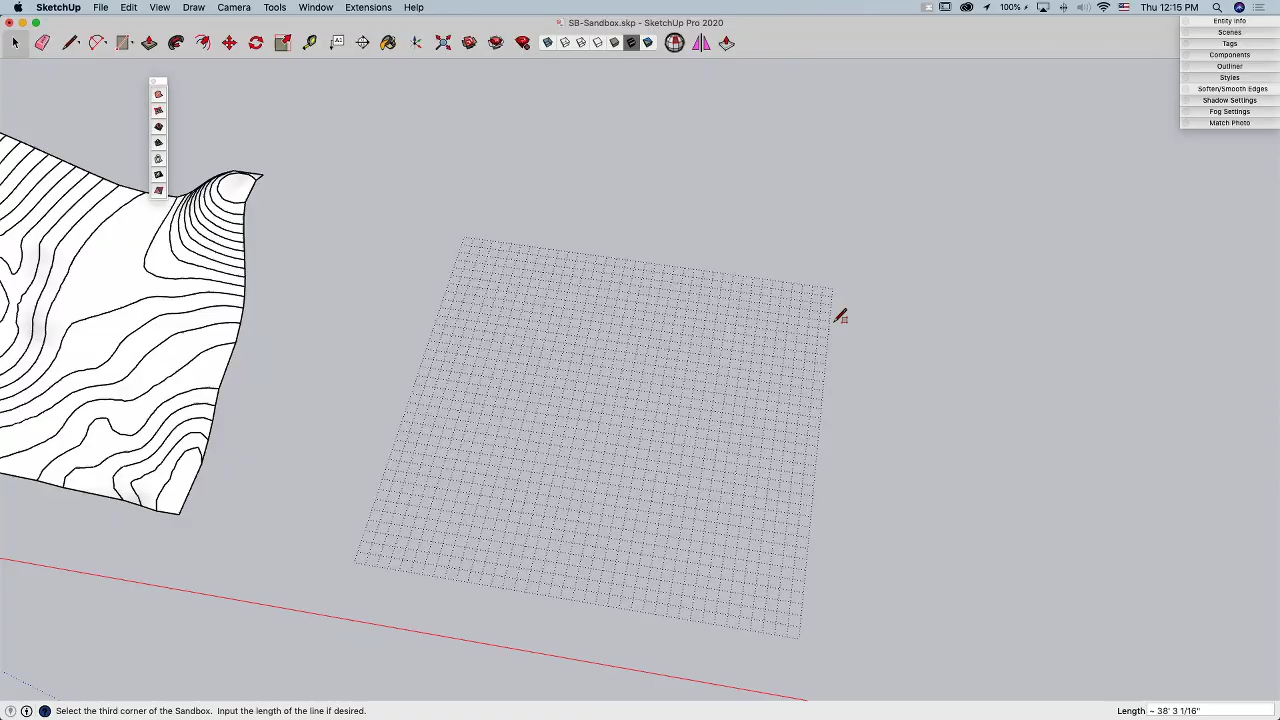 SketchUp File Edit View Draw Camera Tools Window Extensions Help 100% Thu 12:15 PM
SB-Sandbox.skp - SketchUp Pro 2020
Entity Info
Scenes
Tags
Components
Outliner
Styles
Soften/Smooth Edges
Shadow Settings
Fog Settings
Match Photo
Select the third corner of the Sandbox. Input the length of the line if desired. Length ~ 38' 3 1/16"